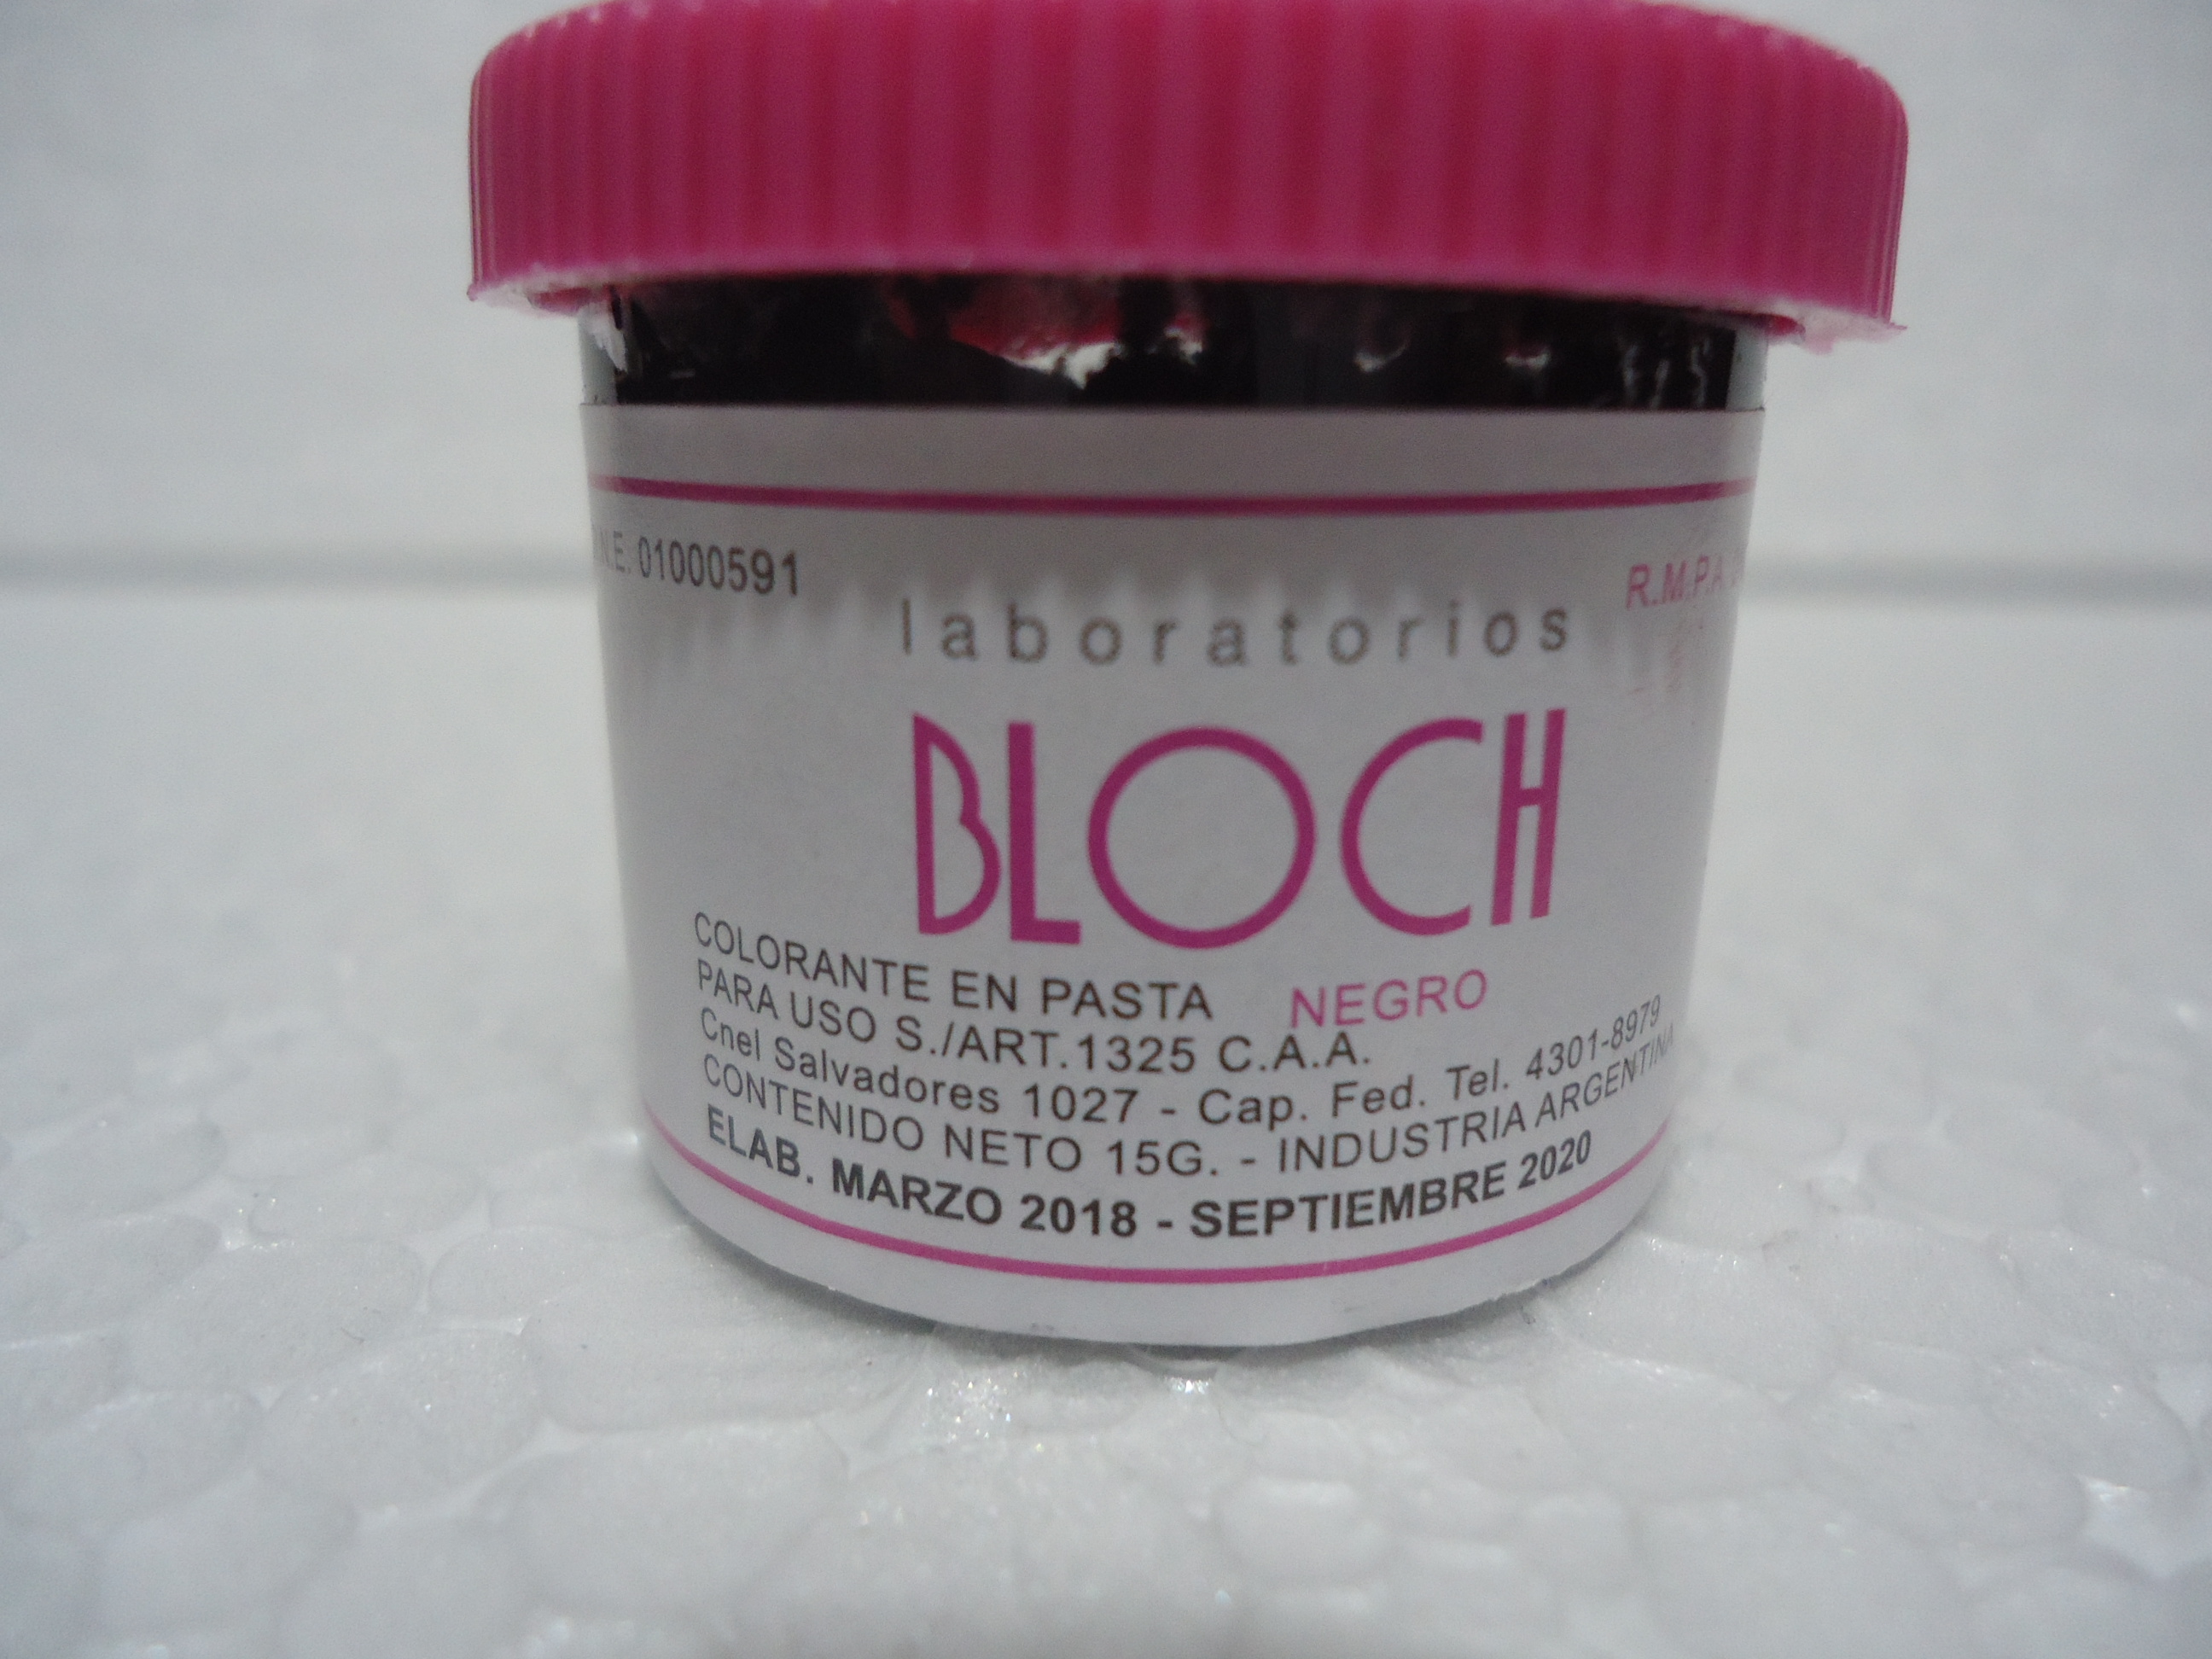 N.E. 01000591
R.M.P.A.
laboratorios
BLOCH
COLORANTE EN PASTA NEGRO
PARA USO S./ART.1325 C.A.A.
Cnel Salvadores 1027 - Cap. Fed. Tel. 4301-8979
CONTENIDO NETO 15G. - INDUSTRIA ARGENTINA
ELAB. MARZO 2018 - SEPTIEMBRE 2020